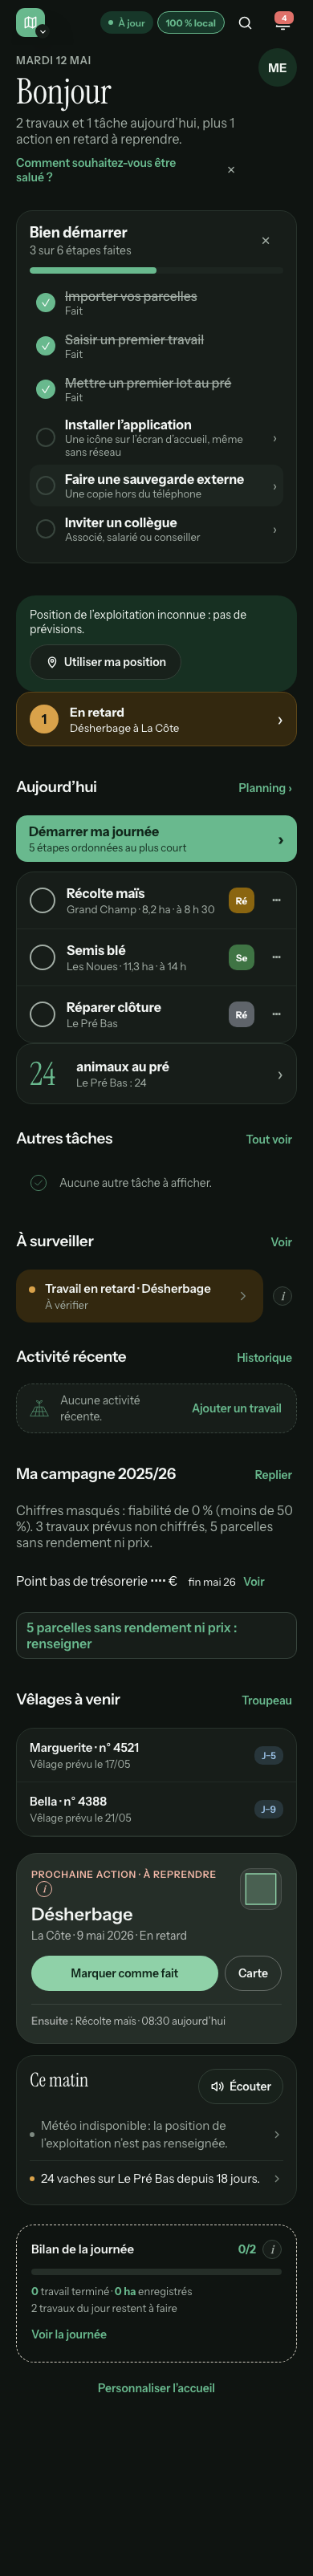 À jour
100 % local
4
MARDI 12 MAI
ME
Bonjour
2 travaux et 1 tâche aujourd'hui, plus 1
action en retard à reprendre.
Comment souhaitez-vous être
salué ?
Bien démarrer
3 sur 6 étapes faites
Importer vos parcelles
Fait
Saisir un premier travail
Fait
Mettre un premier lot au pré
Fait
Installer l'application
Une icône sur l'écran d'accueil, même
sans réseau
Faire une sauvegarde externe
Une copie hors du téléphone
Inviter un collègue
Associé, salarié ou conseiller
Position de l'exploitation inconnue : pas de
prévisions.
Utiliser ma position
1
En retard
Désherbage à La Côte
Aujourd'hui
Planning ›
Démarrer ma journée
5 étapes ordonnées au plus court
Récolte maïs
Grand Champ · 8,2 ha · à 8 h 30
Ré
Semis blé
Les Noues · 11,3 ha · à 14 h
Se
Réparer clôture
Le Pré Bas
Ré
24
animaux au pré
Le Pré Bas : 24
Autres tâches
Tout voir
Aucune autre tâche à afficher.
À surveiller
Voir
Travail en retard · Désherbage
À vérifier
i
Activité récente
Historique
Aucune activité
récente.
Ajouter un travail
Ma campagne 2025/26
Replier
Chiffres masqués : fiabilité de 0 % (moins de 50
%). 3 travaux prévus non chiffrés, 5 parcelles
sans rendement ni prix.
Point bas de trésorerie •••• € fin mai 26 Voir
5 parcelles sans rendement ni prix :
renseigner
Vêlages à venir
Troupeau
Marguerite · n° 4521
Vêlage prévu le 17/05
J-5
Bella · n° 4388
Vêlage prévu le 21/05
J-9
PROCHAINE ACTION · À REPRENDRE
i
Désherbage
La Côte · 9 mai 2026 · En retard
Marquer comme fait
Carte
Ensuite : Récolte maïs · 08:30 aujourd'hui
Ce matin
Écouter
Météo indisponible : la position de
l'exploitation n'est pas renseignée.
24 vaches sur Le Pré Bas depuis 18 jours.
Bilan de la journée
0/2
i
0 travail terminé · 0 ha enregistrés
2 travaux du jour restent à faire
Voir la journée
Personnaliser l'accueil